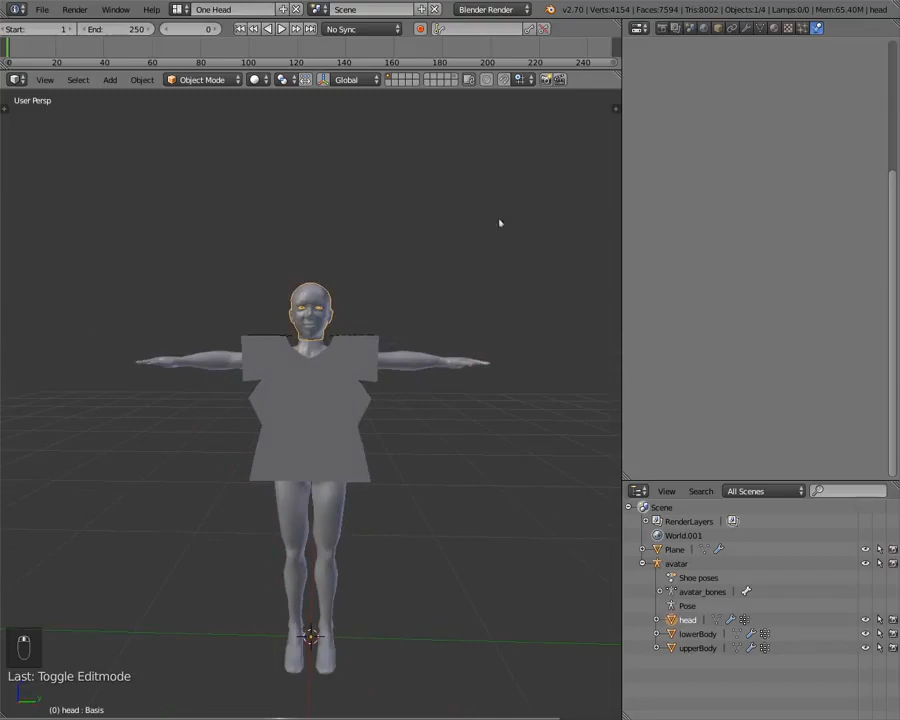 File Render Window Help One Head Scene Blender Render v2.70 | Verts:4154 | Faces:7594 | Tris:8002 | Objects:1/4 | Lamps:0/0 | Mem:65.40M | head
Start: 1 End: 250 0 No Sync
0 20 40 60 80 100 120 140 160 180 200 220 240
View Select Add Object Object Mode Global
User Persp
View Search All Scenes
Scene
RenderLayers
World.001
Plane
avatar
Shoe poses
avatar_bones
Pose
head
lowerBody
upperBody
Last: Toggle Editmode
(0) head : Basis